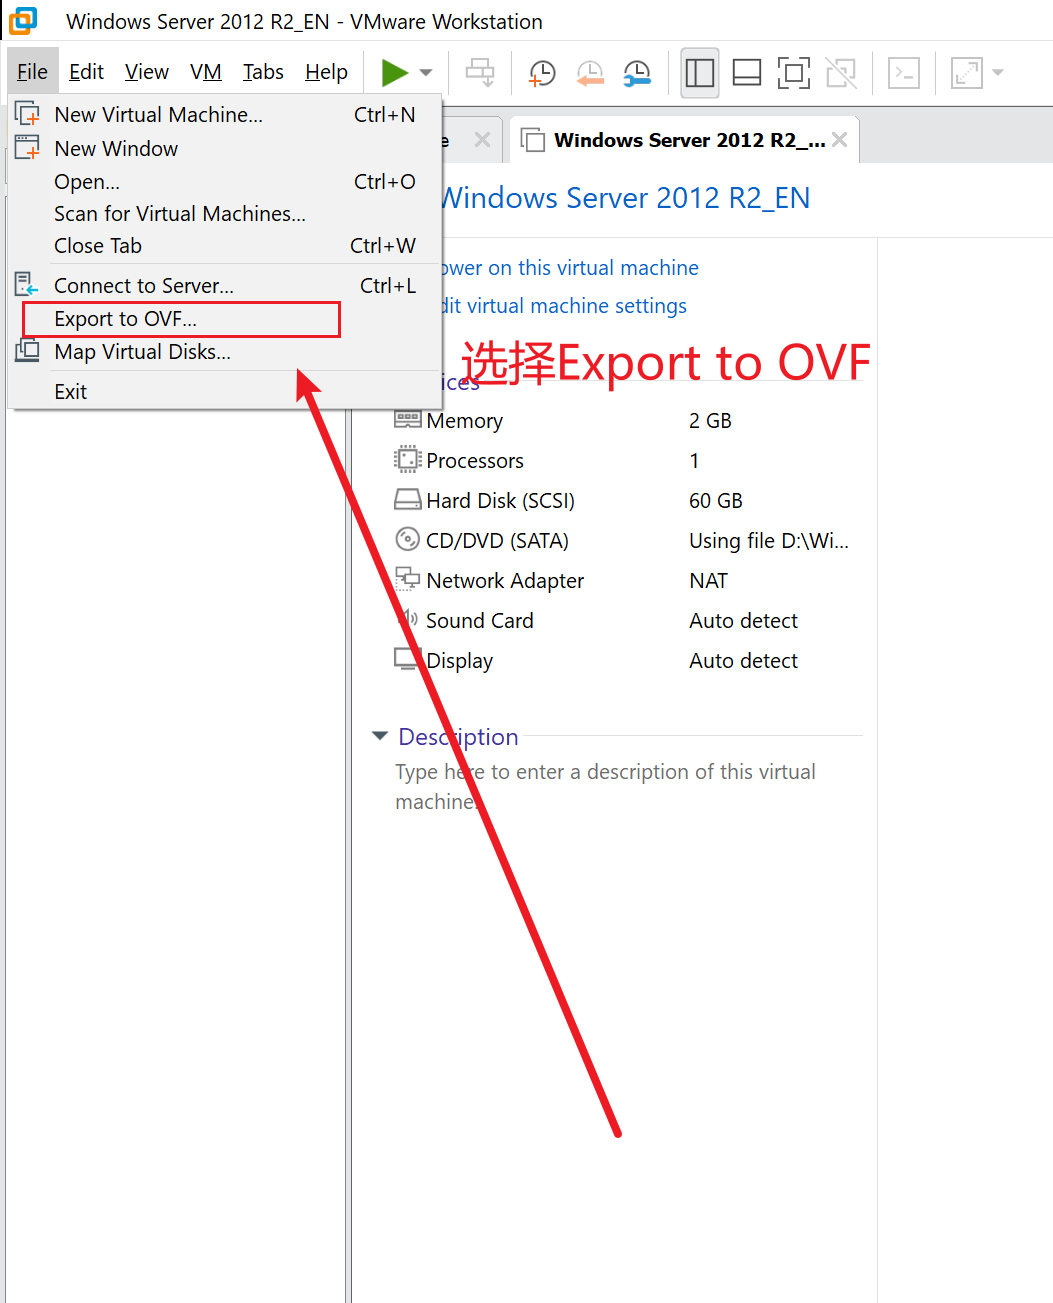 Windows Server 2012 R2_EN - VMware Workstation
File Edit View VM Tabs Help
New Virtual Machine... Ctrl+N
New Window
Open... Ctrl+O
Scan for Virtual Machines...
Close Tab Ctrl+W
Connect to Server... Ctrl+L
Export to OVF...
Map Virtual Disks...
Exit
e
Windows Server 2012 R2_...
Windows Server 2012 R2_EN
ower on this virtual machine
dit virtual machine settings
选择Export to OVF
ices
Memory 2 GB
Processors 1
Hard Disk (SCSI) 60 GB
CD/DVD (SATA) Using file D:\Wi...
Network Adapter NAT
Sound Card Auto detect
Display Auto detect
Description
Type here to enter a description of this virtual
machine.